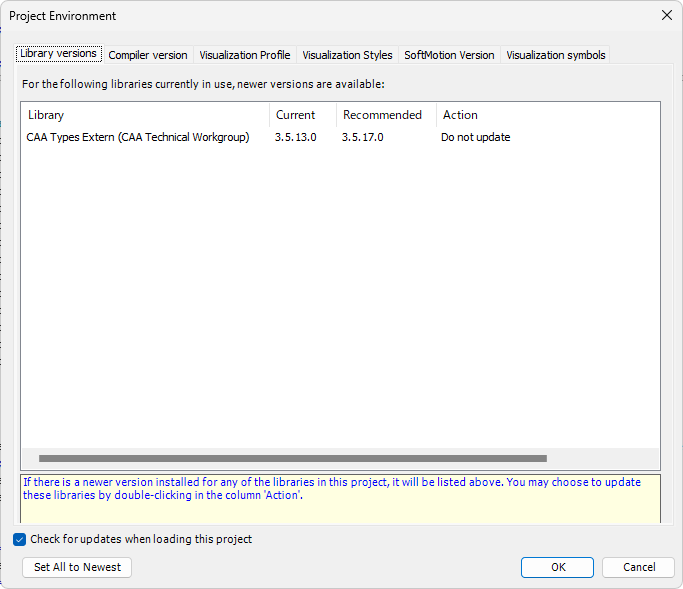 Project Environment
Library versions Compiler version Visualization Profile Visualization Styles SoftMotion Version Visualization symbols
For the following libraries currently in use, newer versions are available:
Library Current Recommended Action
CAA Types Extern (CAA Technical Workgroup) 3.5.13.0 3.5.17.0 Do not update
If there is a newer version installed for any of the libraries in this project, it will be listed above. You may choose to update
these libraries by double-clicking in the column 'Action'.
Check for updates when loading this project
Set All to Newest OK Cancel